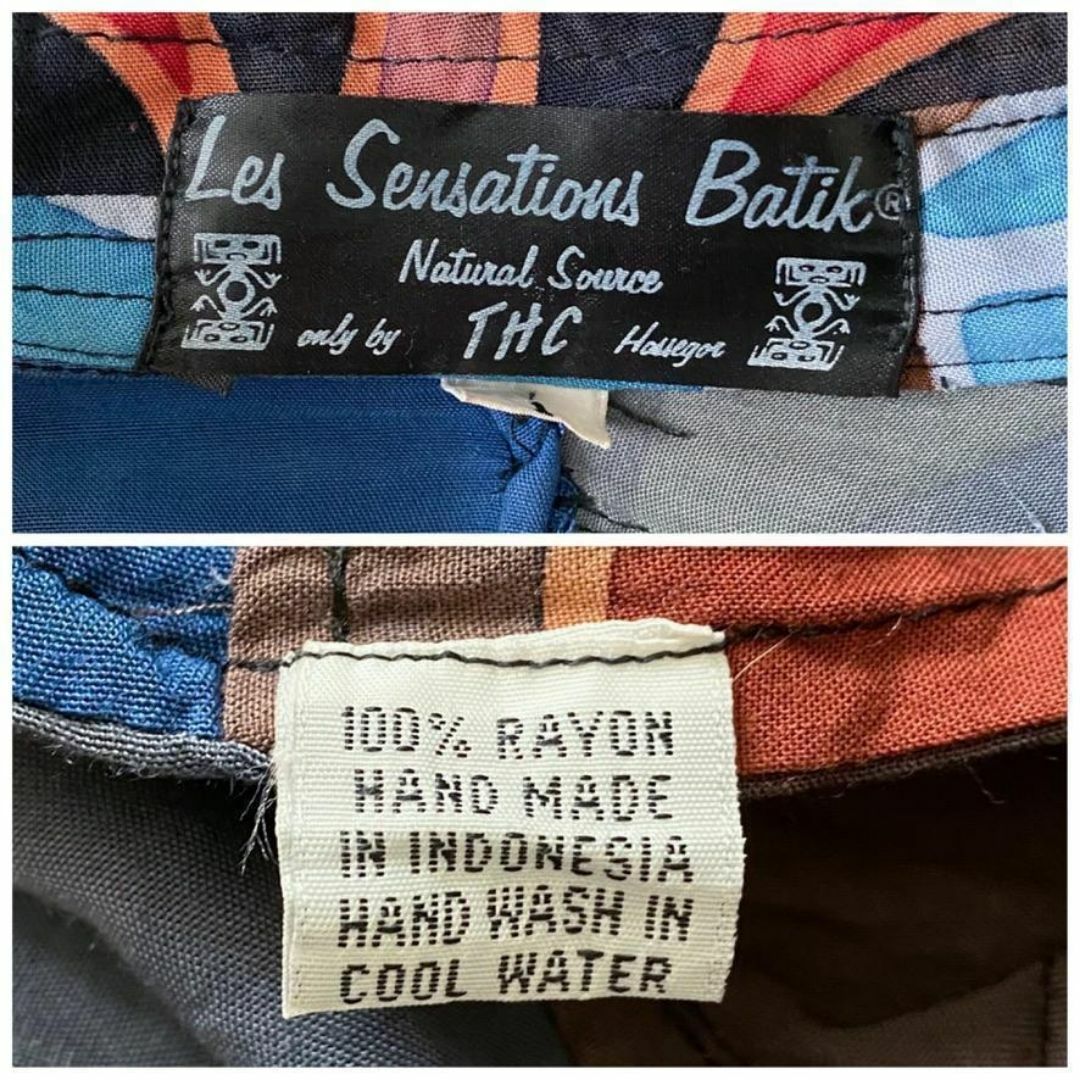 Les Sensations Batik®
Natural Source
only by THC Hossegor
100% RAYON
HAND MADE
IN INDONESIA
HAND WASH IN
COOL WATER